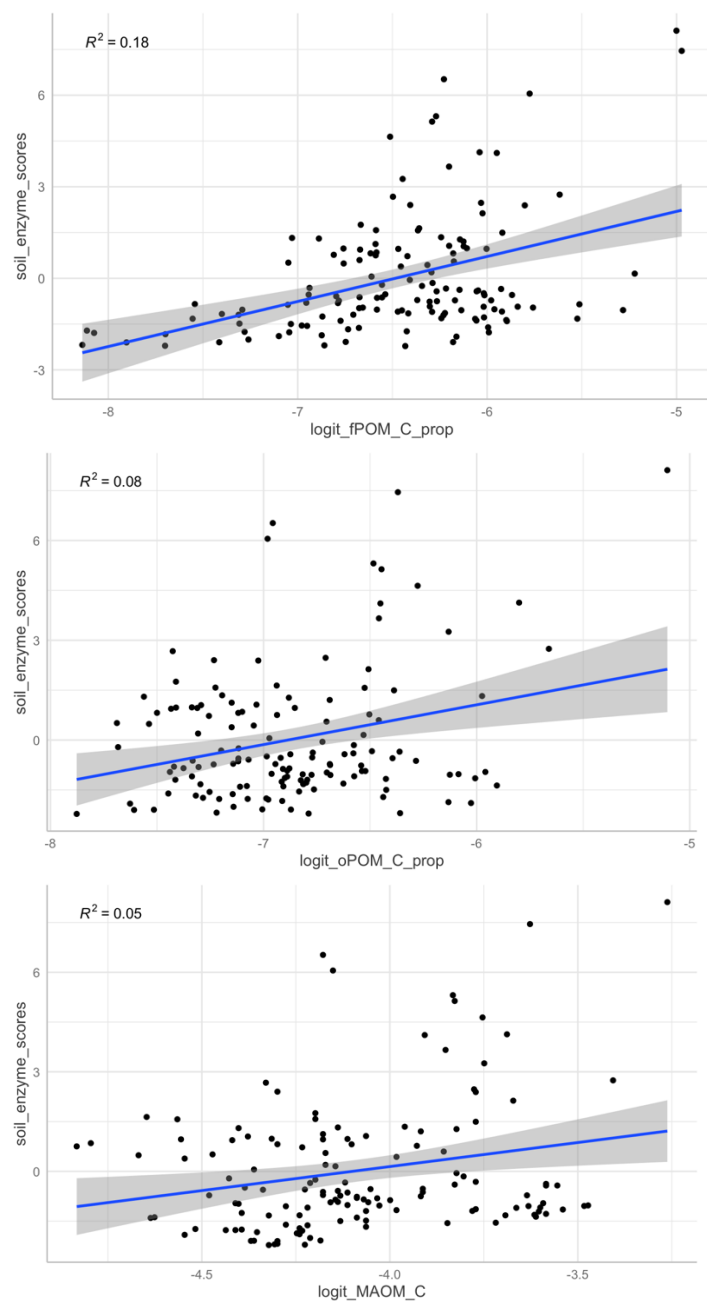 R² = 0.18
6
3
0
-3
soil_enzyme_scores
-8 -7 -6 -5
logit_fPOM_C_prop
R² = 0.08
6
3
0
soil_enzyme_scores
-8 -7 -6 -5
logit_oPOM_C_prop
R² = 0.05
6
3
0
soil_enzyme_scores
-4.5 -4.0 -3.5
logit_MAOM_C